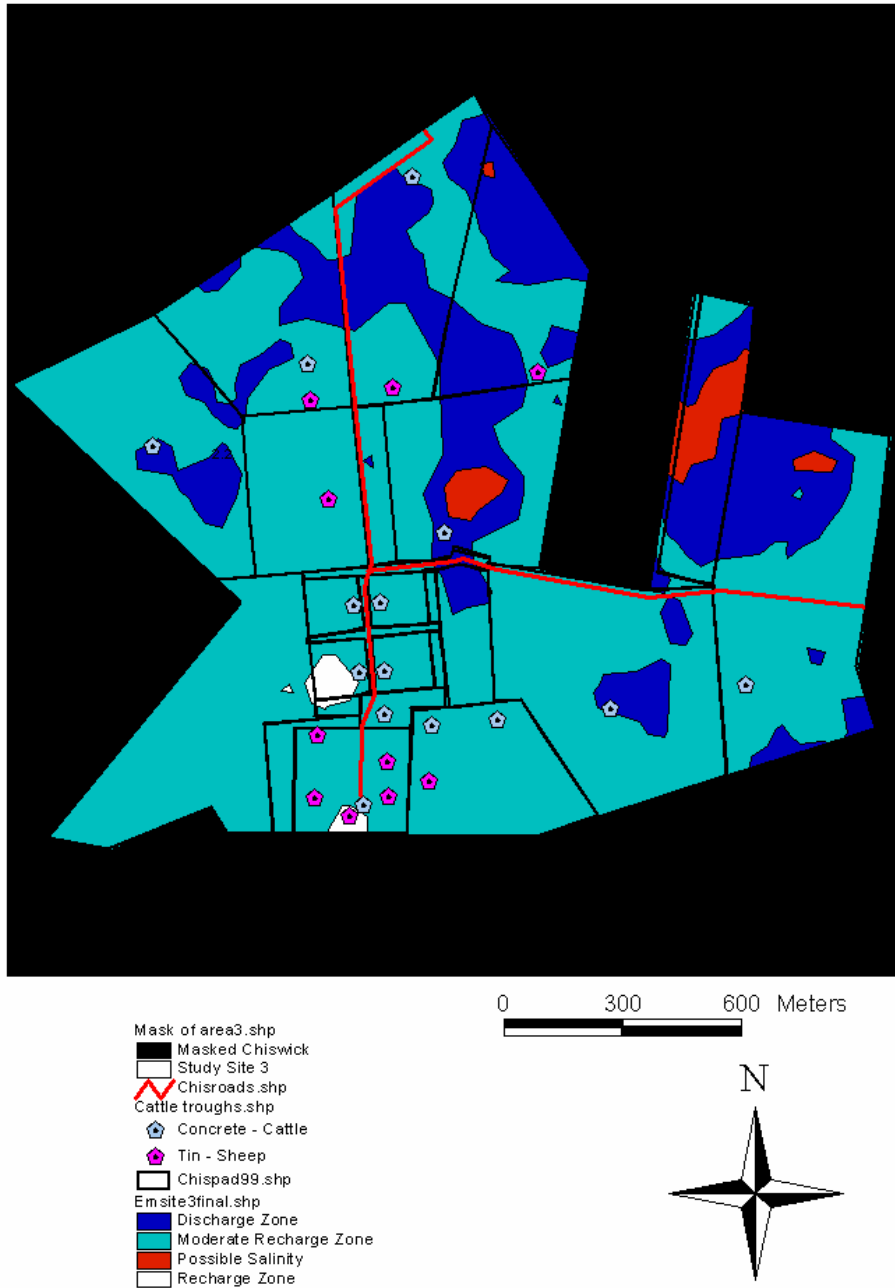 0 300 600 Meters
Mask of area3.shp
Masked Chiswick
Study Site 3
Chisroads.shp
Cattle troughs.shp
Concrete - Cattle
Tin - Sheep
Chispad99.shp
Emsite3final.shp
Discharge Zone
Moderate Recharge Zone
Possible Salinity
Recharge Zone
N